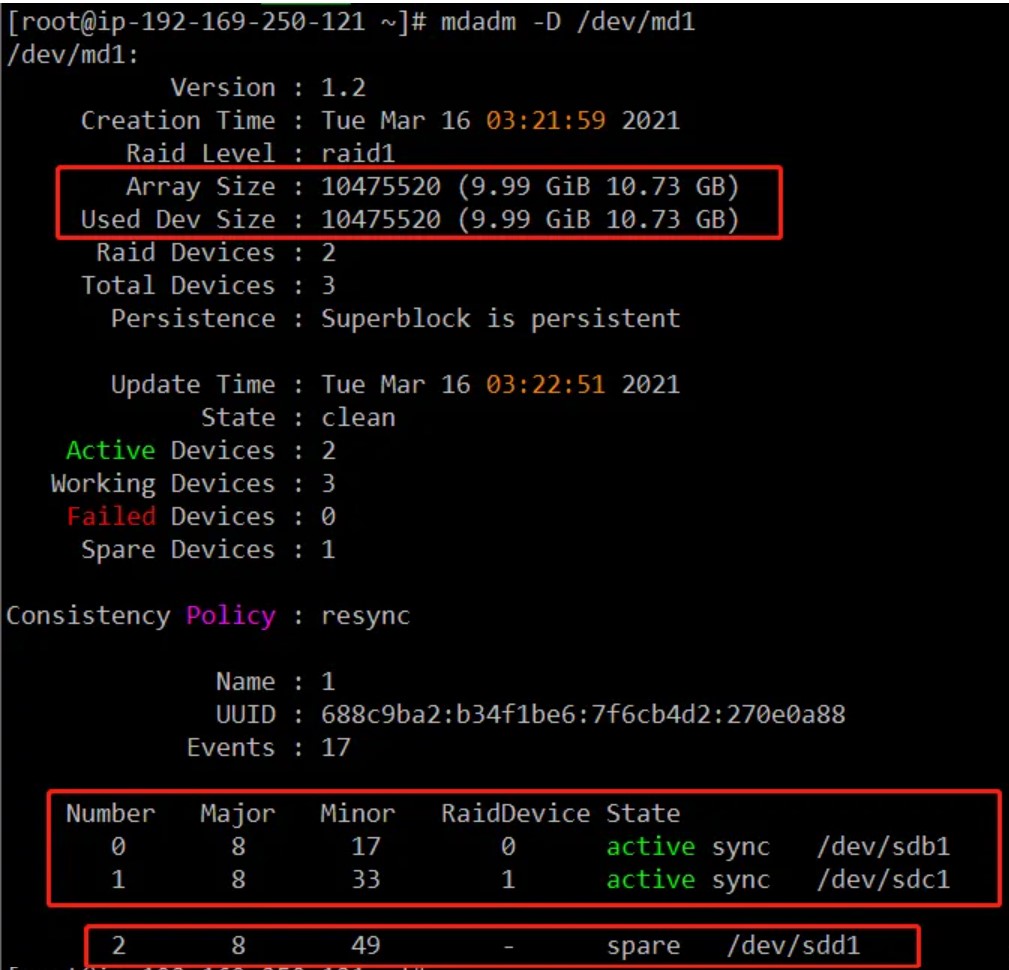 [root@ip-192-169-250-121 ~]# mdadm -D /dev/md1
/dev/md1:
Version : 1.2
Creation Time : Tue Mar 16 03:21:59 2021
Raid Level : raid1
Array Size : 10475520 (9.99 GiB 10.73 GB)
Used Dev Size : 10475520 (9.99 GiB 10.73 GB)
Raid Devices : 2
Total Devices : 3
Persistence : Superblock is persistent
Update Time : Tue Mar 16 03:22:51 2021
State : clean
Active Devices : 2
Working Devices : 3
Failed Devices : 0
Spare Devices : 1
Consistency Policy : resync
Name : 1
UUID : 688c9ba2:b34f1be6:7f6cb4d2:270e0a88
Events : 17
Number Major Minor RaidDevice State
0 8 17 0 active sync /dev/sdb1
1 8 33 1 active sync /dev/sdc1
2 8 49 - spare /dev/sdd1